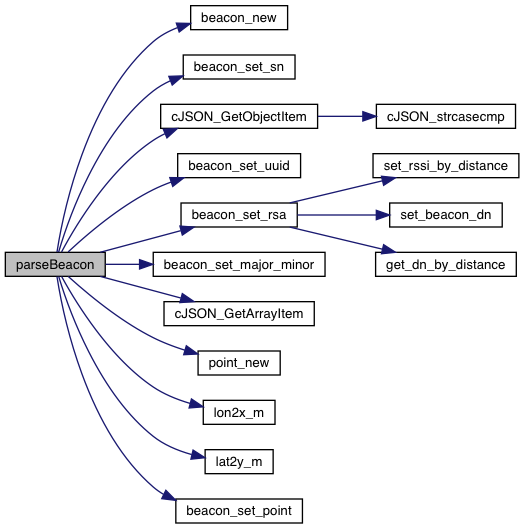 beacon_new
beacon_set_sn
cJSON_GetObjectItem
cJSON_strcasecmp
beacon_set_uuid
set_rssi_by_distance
beacon_set_rsa
set_beacon_dn
parseBeacon
beacon_set_major_minor
get_dn_by_distance
cJSON_GetArrayItem
point_new
lon2x_m
lat2y_m
beacon_set_point